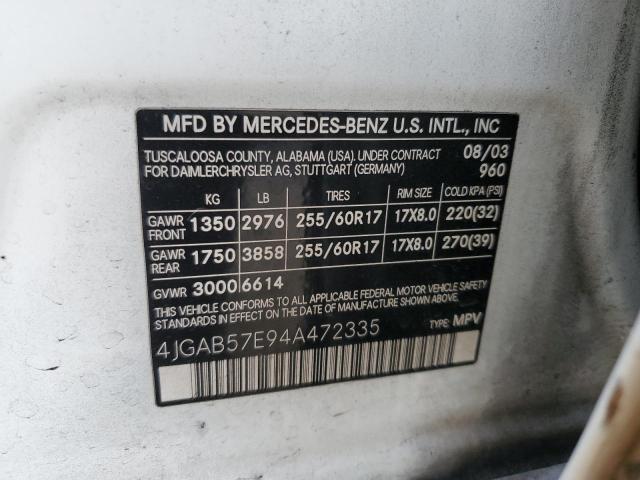 MFD BY MERCEDES-BENZ U.S. INTL., INC
TUSCALOOSA COUNTY, ALABAMA (USA). UNDER CONTRACT 08/03
FOR DAIMLERCHRYSLER AG, STUTTGART (GERMANY) 960
KG LB TIRES RIM SIZE COLD KPA (PSI)
GAWR FRONT 1350 2976 255/60R17 17X8.0 220(32)
GAWR REAR 1750 3858 255/60R17 17X8.0 270(39)
GVWR 3000 6614
THIS VEHICLE CONFORMS TO ALL APPLICABLE FEDERAL MOTOR VEHICLE SAFETY
STANDARDS IN EFFECT ON THE DATE OF MANUFACTURE SHOWN ABOVE.
4JGAB57E94A472335 TYPE: MPV